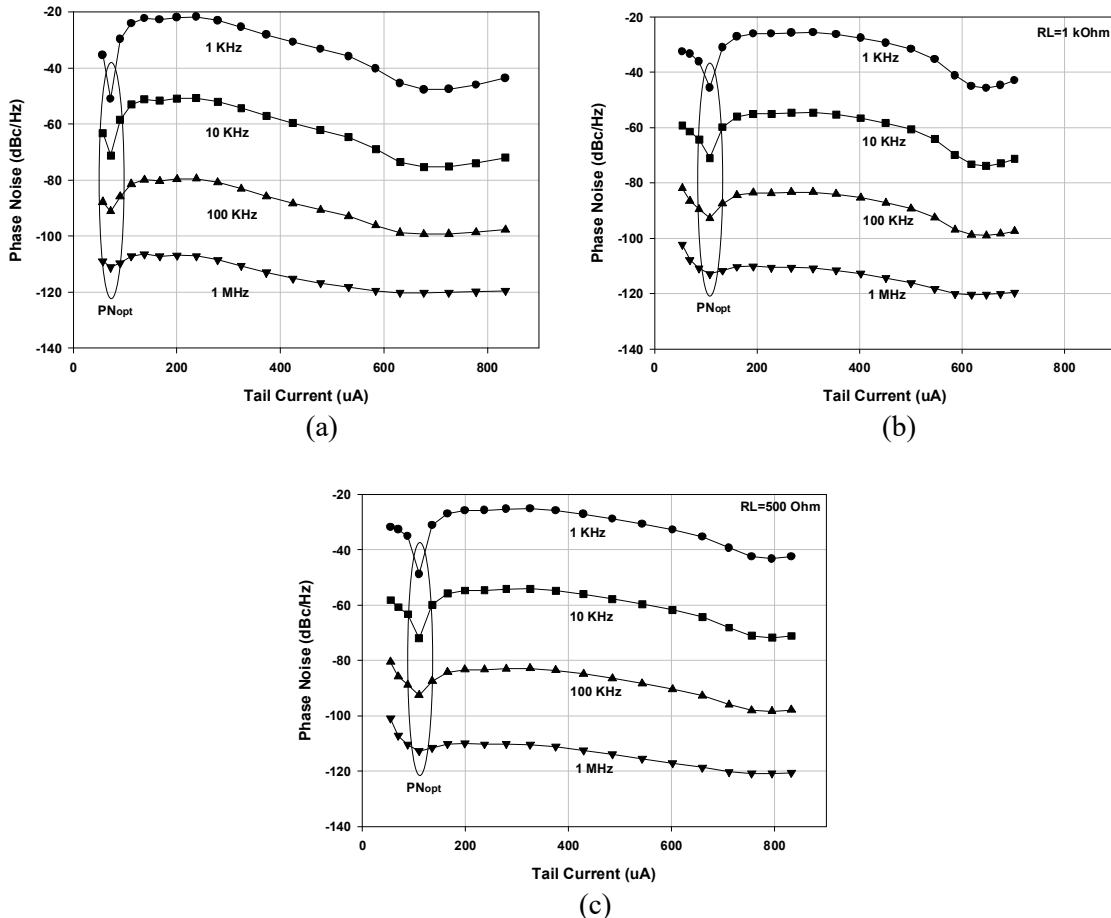 -20
-40
-60
-80
-100
-120
-140
Phase Noise (dBc/Hz)
1 KHz
10 KHz
100 KHz
1 MHz
PNopt
0
200
400
600
800
Tail Current (uA)
(a)
-20
-40
-60
-80
-100
-120
-140
Phase Noise (dBc/Hz)
RL=1 kOhm
1 KHz
10 KHz
100 KHz
1 MHz
PNopt
0
200
400
600
800
Tail Current (uA)
(b)
-20
-40
-60
-80
-100
-120
-140
Phase Noise (dBc/Hz)
RL=500 Ohm
1 KHz
10 KHz
100 KHz
1 MHz
PNopt
0
200
400
600
800
Tail Current (uA)
(c)